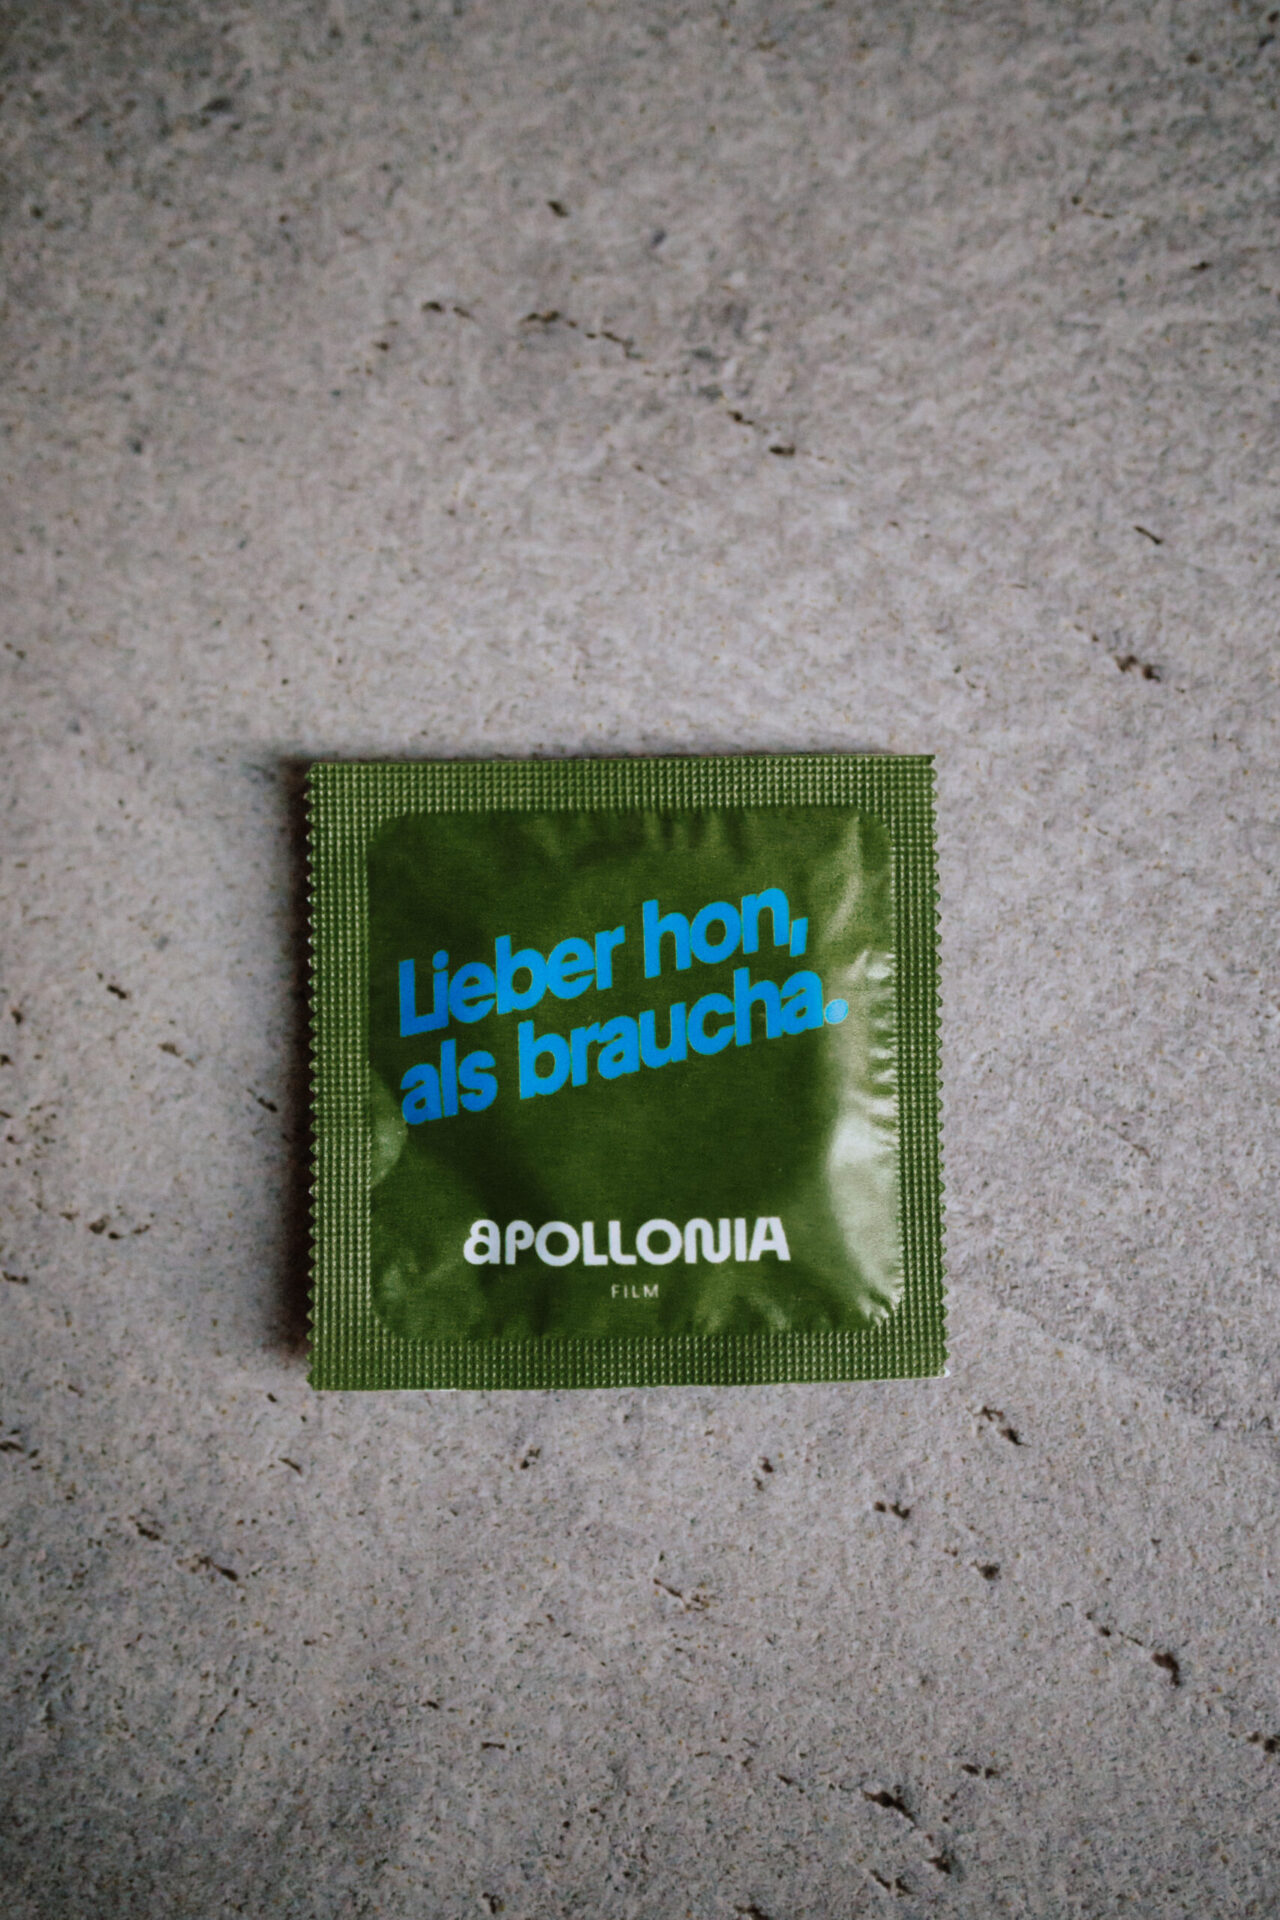 Lieber hon,
als braucha.
APOLLONIA
FILM